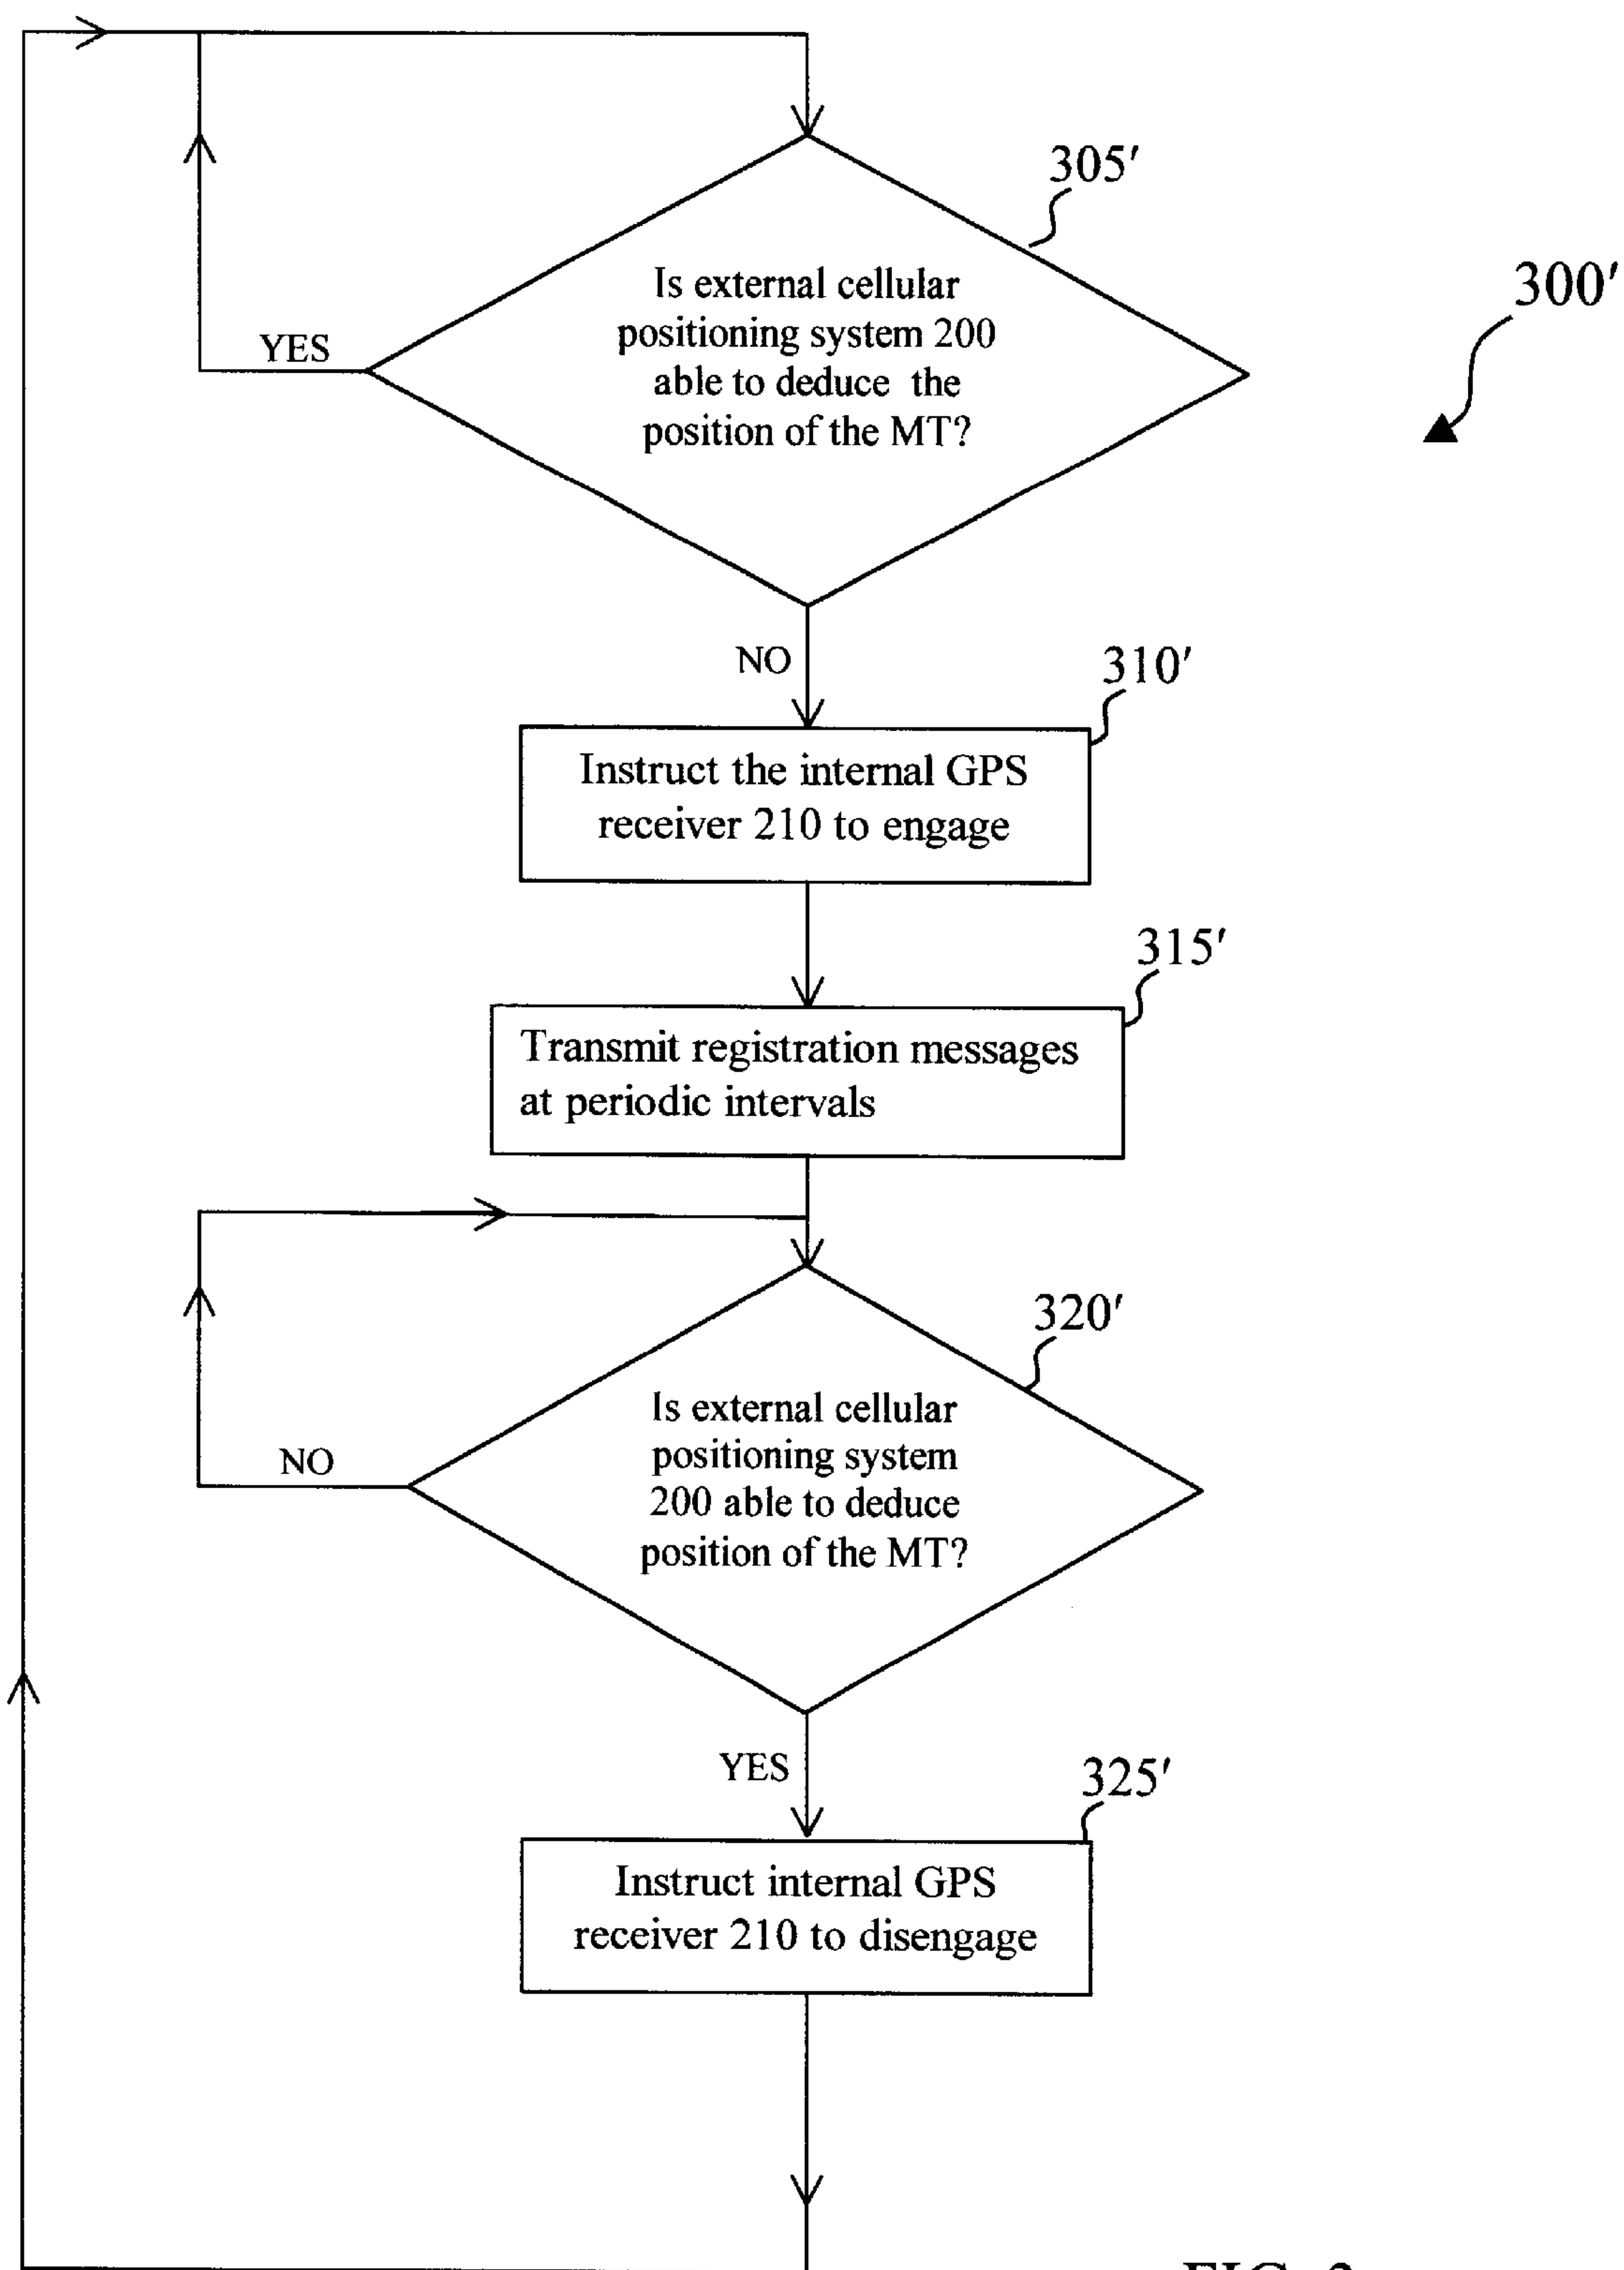 305′
300′
Is external cellular
positioning system 200
able to deduce the
position of the MT?
YES
NO
310′
Instruct the internal GPS
receiver 210 to engage
315′
Transmit registration messages
at periodic intervals
320′
Is external cellular
positioning system
200 able to deduce
position of the MT?
NO
YES
325′
Instruct internal GPS
receiver 210 to disengage
FIG.